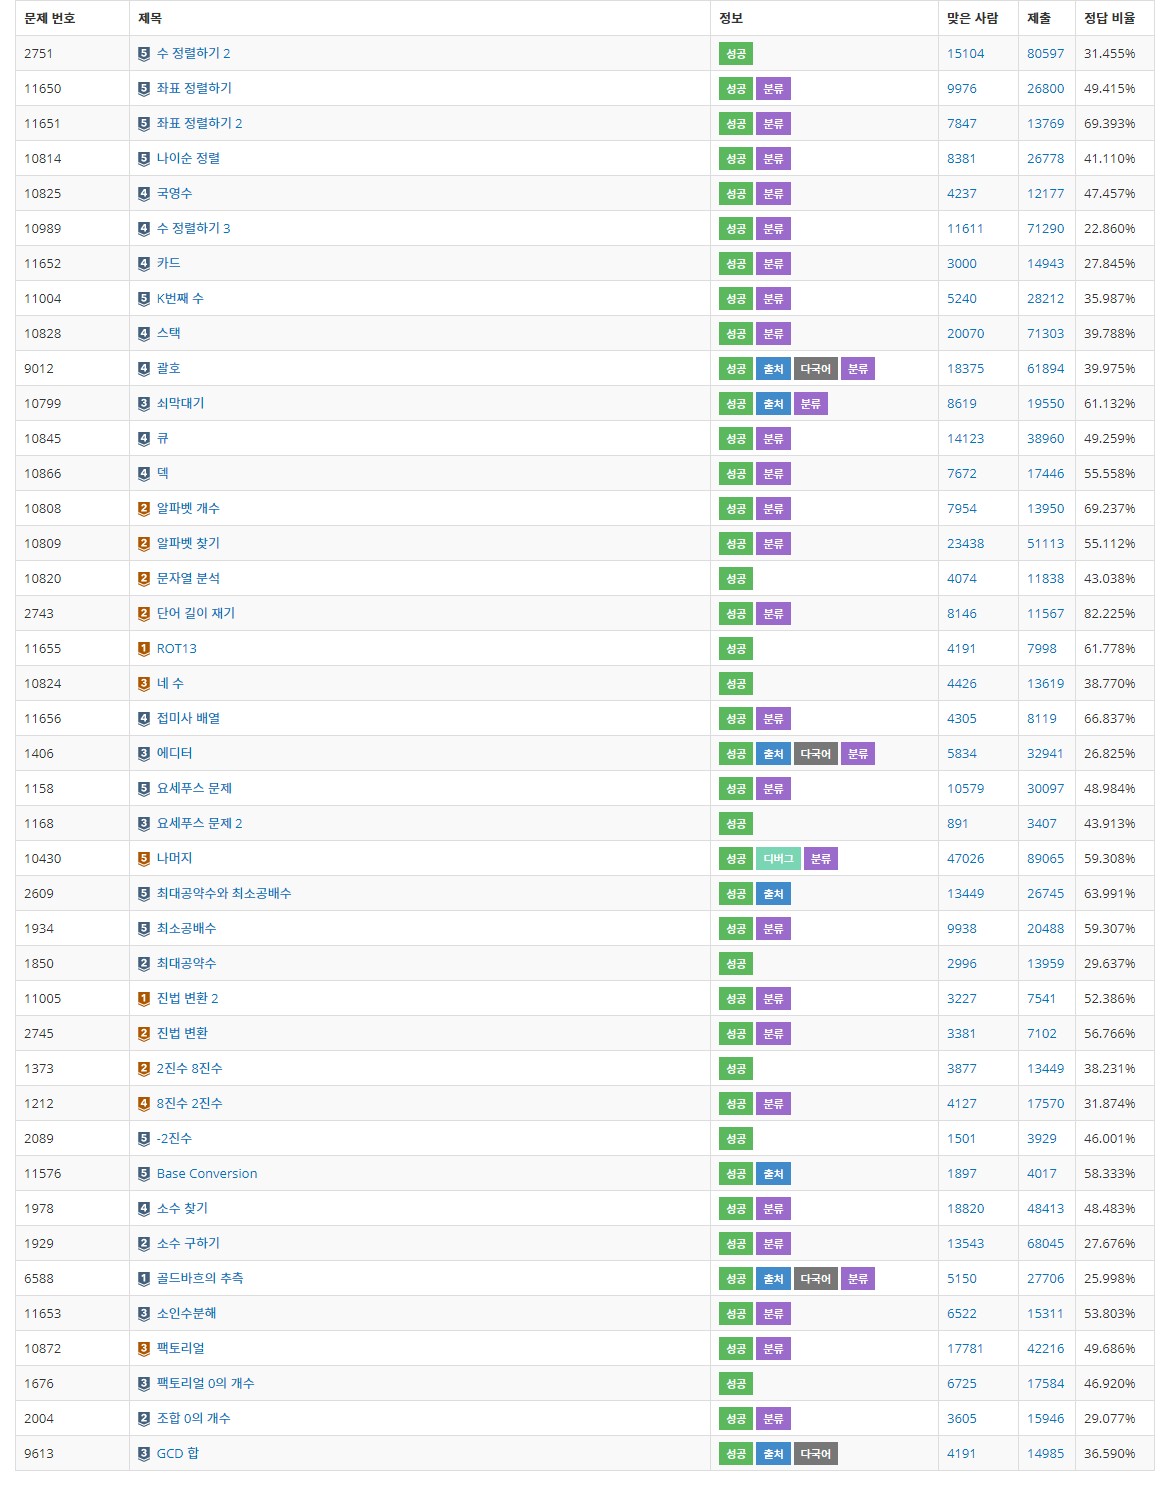 문제 번호 제목 정보 맞은 사람 제출 정답 비율
2751 5 수 정렬하기 2 성공 15104 80597 31.455%
11650 5 좌표 정렬하기 성공 분류 9976 26800 49.415%
11651 5 좌표 정렬하기 2 성공 분류 7847 13769 69.393%
10814 5 나이순 정렬 성공 분류 8381 26778 41.110%
10825 4 국영수 성공 분류 4237 12177 47.457%
10989 4 수 정렬하기 3 성공 분류 11611 71290 22.860%
11652 4 카드 성공 분류 3000 14943 27.845%
11004 5 K번째 수 성공 분류 5240 28212 35.987%
10828 4 스택 성공 분류 20070 71303 39.788%
9012 4 괄호 성공 출처 다국어 분류 18375 61894 39.975%
10799 3 쇠막대기 성공 출처 분류 8619 19550 61.132%
10845 4 큐 성공 분류 14123 38960 49.259%
10866 4 덱 성공 분류 7672 17446 55.558%
10808 2 알파벳 개수 성공 분류 7954 13950 69.237%
10809 2 알파벳 찾기 성공 분류 23438 51113 55.112%
10820 2 문자열 분석 성공 4074 11838 43.038%
2743 2 단어 길이 재기 성공 분류 8146 11567 82.225%
11655 1 ROT13 성공 4191 7998 61.778%
10824 3 네 수 성공 4426 13619 38.770%
11656 4 접미사 배열 성공 분류 4305 8119 66.837%
1406 3 에디터 성공 출처 다국어 분류 5834 32941 26.825%
1158 5 요세푸스 문제 성공 분류 10579 30097 48.984%
1168 3 요세푸스 문제 2 성공 891 3407 43.913%
10430 5 나머지 성공 디버그 분류 47026 89065 59.308%
2609 5 최대공약수와 최소공배수 성공 출처 13449 26745 63.991%
1934 5 최소공배수 성공 분류 9938 20488 59.307%
1850 2 최대공약수 성공 2996 13959 29.637%
11005 1 진법 변환 2 성공 분류 3227 7541 52.386%
2745 2 진법 변환 성공 분류 3381 7102 56.766%
1373 2 2진수 8진수 성공 3877 13449 38.231%
1212 4 8진수 2진수 성공 분류 4127 17570 31.874%
2089 5 -2진수 성공 1501 3929 46.001%
11576 5 Base Conversion 성공 출처 1897 4017 58.333%
1978 4 소수 찾기 성공 분류 18820 48413 48.483%
1929 2 소수 구하기 성공 분류 13543 68045 27.676%
6588 1 골드바흐의 추측 성공 출처 다국어 분류 5150 27706 25.998%
11653 3 소인수분해 성공 분류 6522 15311 53.803%
10872 3 팩토리얼 성공 분류 17781 42216 49.686%
1676 3 팩토리얼 0의 개수 성공 6725 17584 46.920%
2004 2 조합 0의 개수 성공 분류 3605 15946 29.077%
9613 3 GCD 합 성공 출처 다국어 4191 14985 36.590%